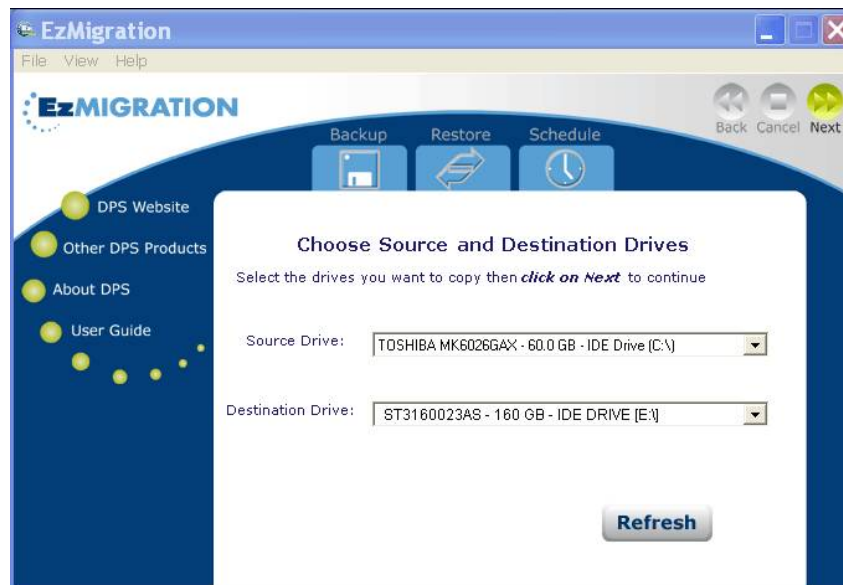 EzMigration
File View Help
EzMIGRATION
Back Cancel Next
Backup Restore Schedule
DPS Website
Other DPS Products
About DPS
User Guide
Choose Source and Destination Drives
Select the drives you want to copy then click on Next to continue
Source Drive: TOSHIBA MK6026GAX - 60.0 GB - IDE Drive (C:\)
Destination Drive: ST3160023AS - 160 GB - IDE DRIVE [E:\]
Refresh